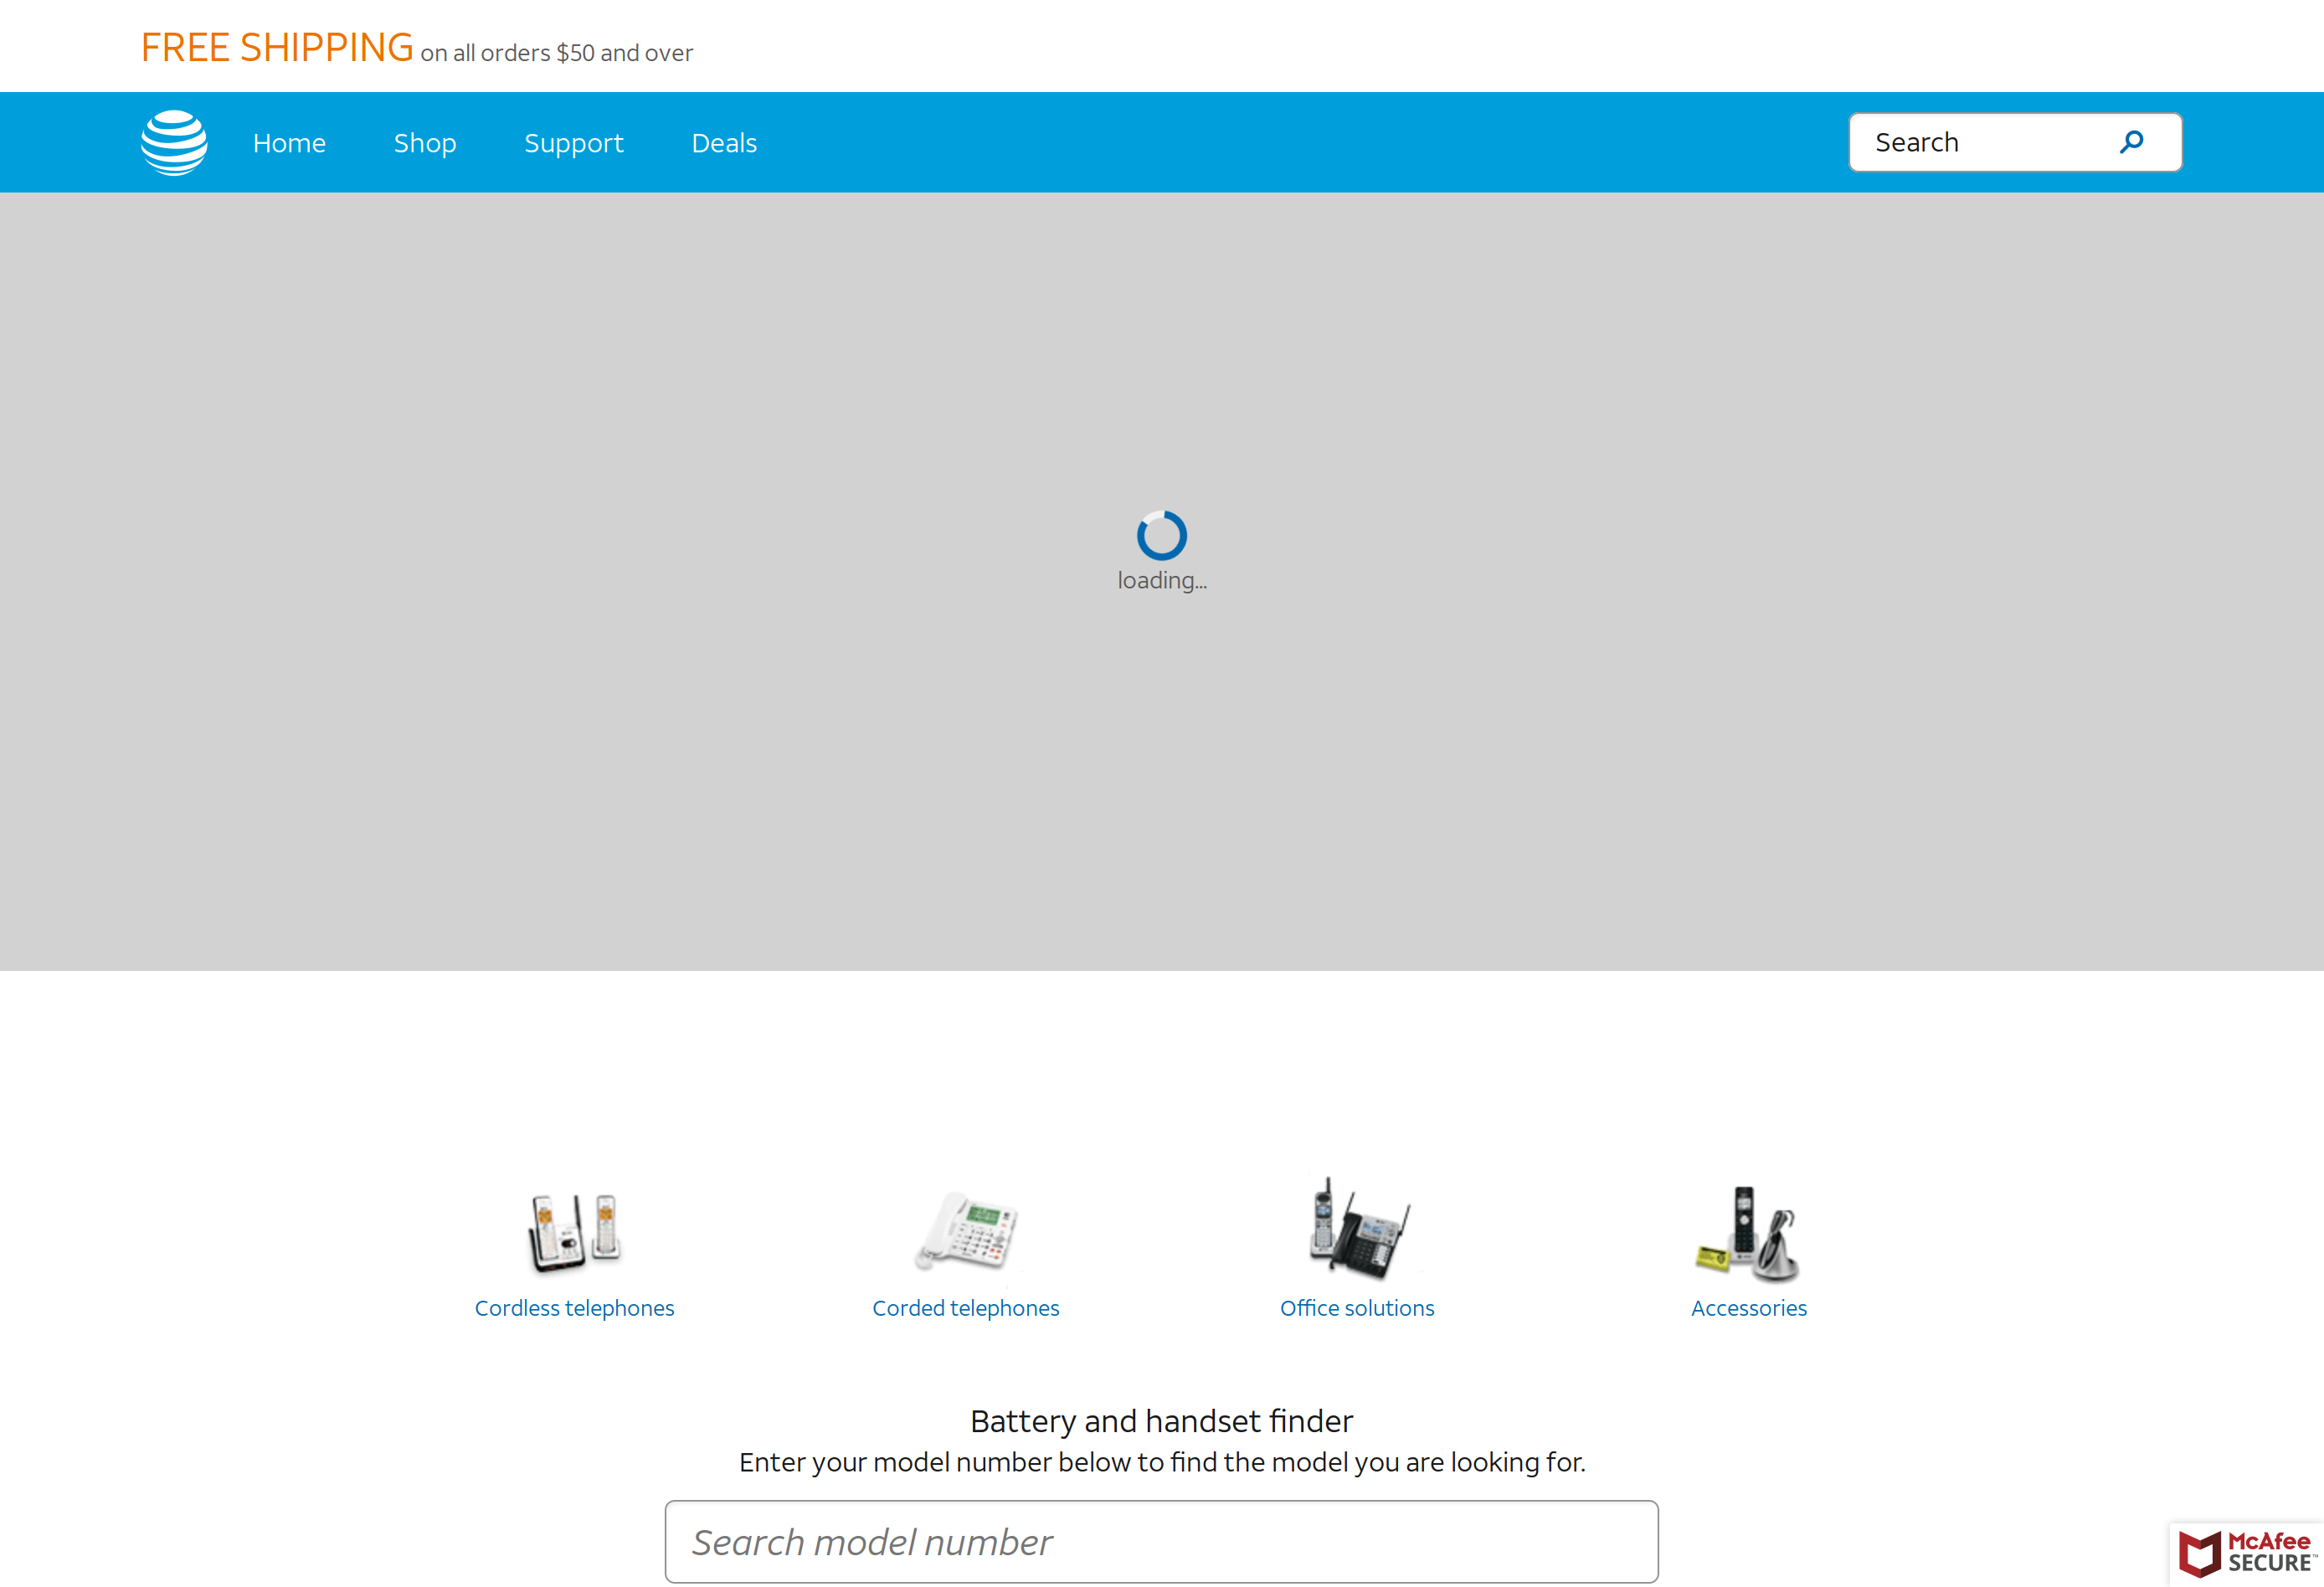 FREE SHIPPING on all orders $50 and over
Home Shop Support Deals Search
loading...
Cordless telephones Corded telephones Office solutions Accessories
Battery and handset finder
Enter your model number below to find the model you are looking for.
Search model number
McAfee
SECURE™